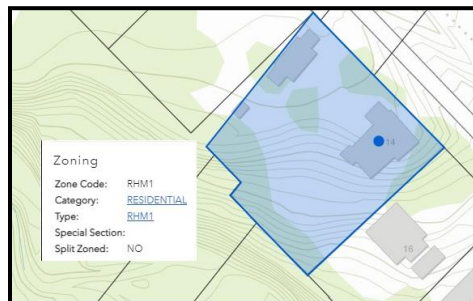 Zoning
Zone Code: RHM1
Category: RESIDENTIAL
Type: RHM1
Special Section:
Split Zoned: NO
14
16